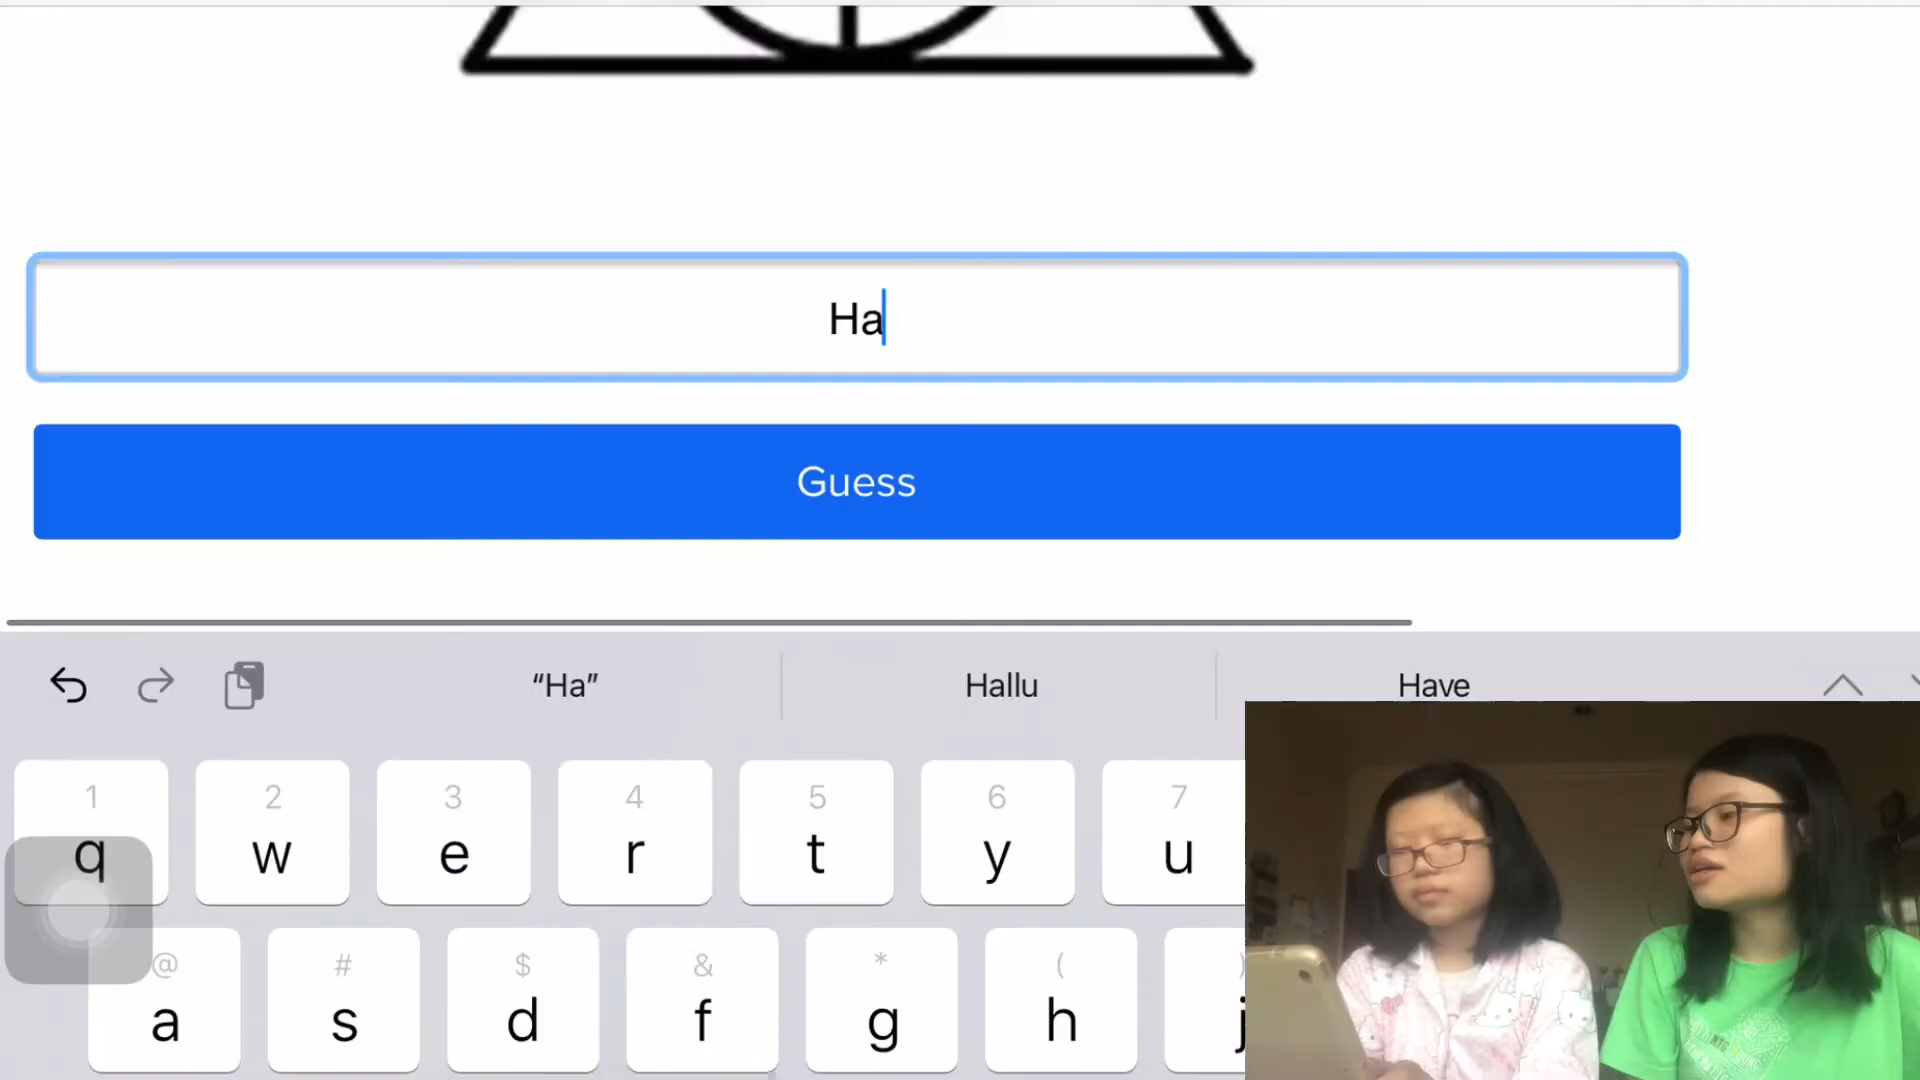 Ha
Guess
“Ha” Hallu Have
1 2 3 4 5 6 7
q w e r t y u
@ # $ & * ( )
a s d f g h j